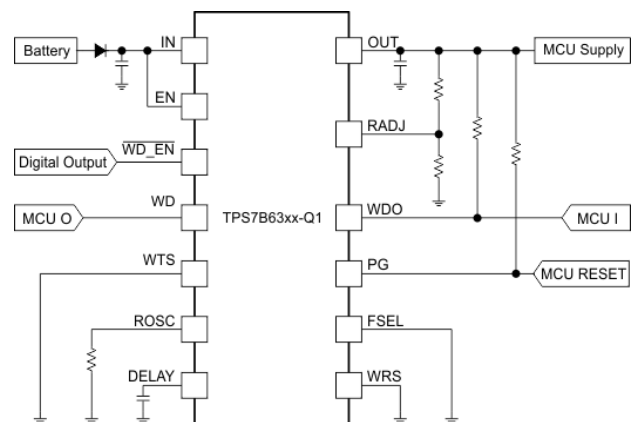 Battery
IN
OUT
MCU Supply
EN
RADJ
Digital Output
WD_EN
MCU O
WD
TPS7B63xx-Q1
WDO
MCU I
WTS
PG
MCU RESET
ROSC
FSEL
DELAY
WRS